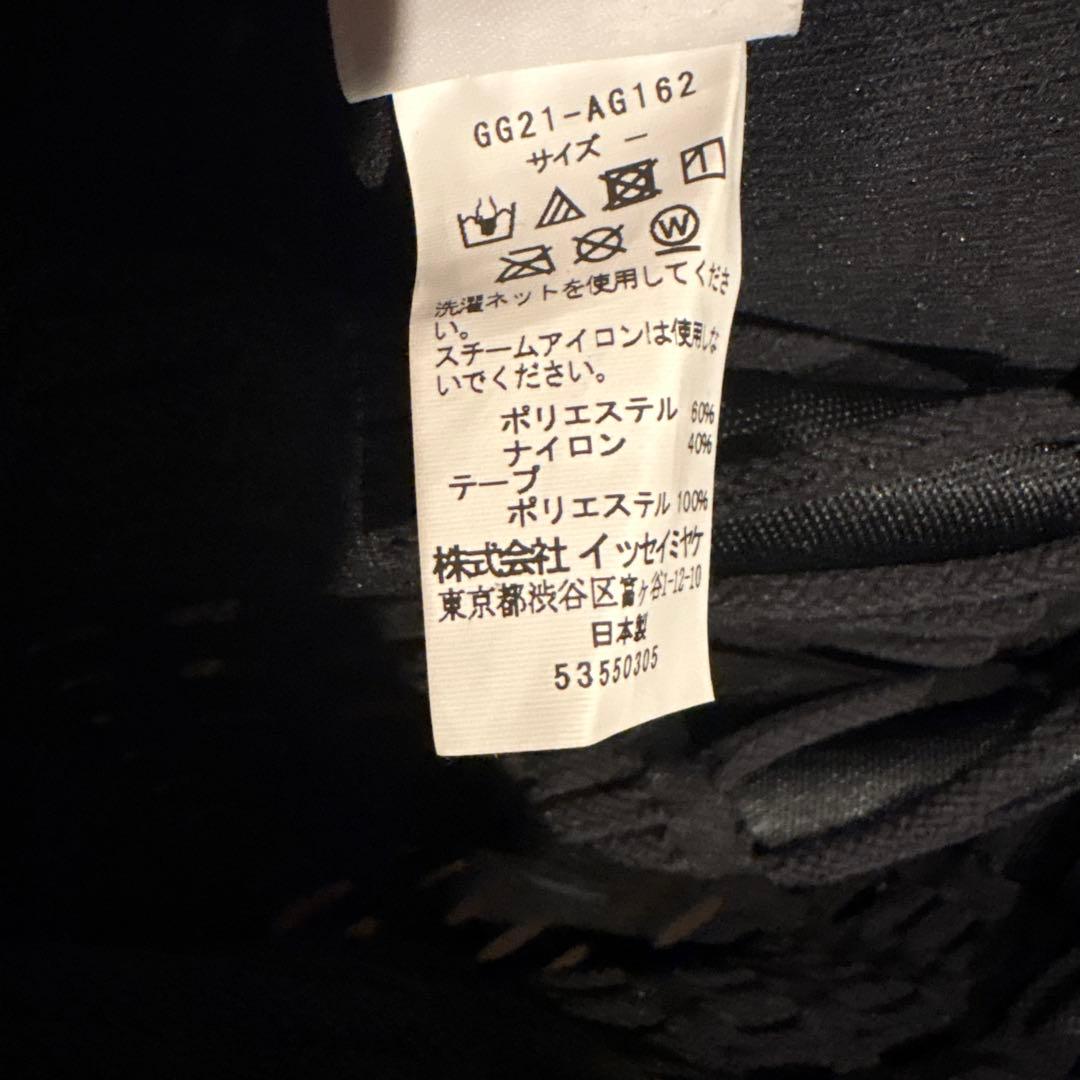 GG21-AG162
サイズ ー
W
洗濯ネットを使用してくださ
い。
スチームアイロンは使用しな
いでください。
ポリエステル 60%
ナイロン 40%
テープ
ポリエステル 100%
株式会社 イッセイミヤケ
東京都渋谷区富ヶ谷1-12-10
日本製
53550305